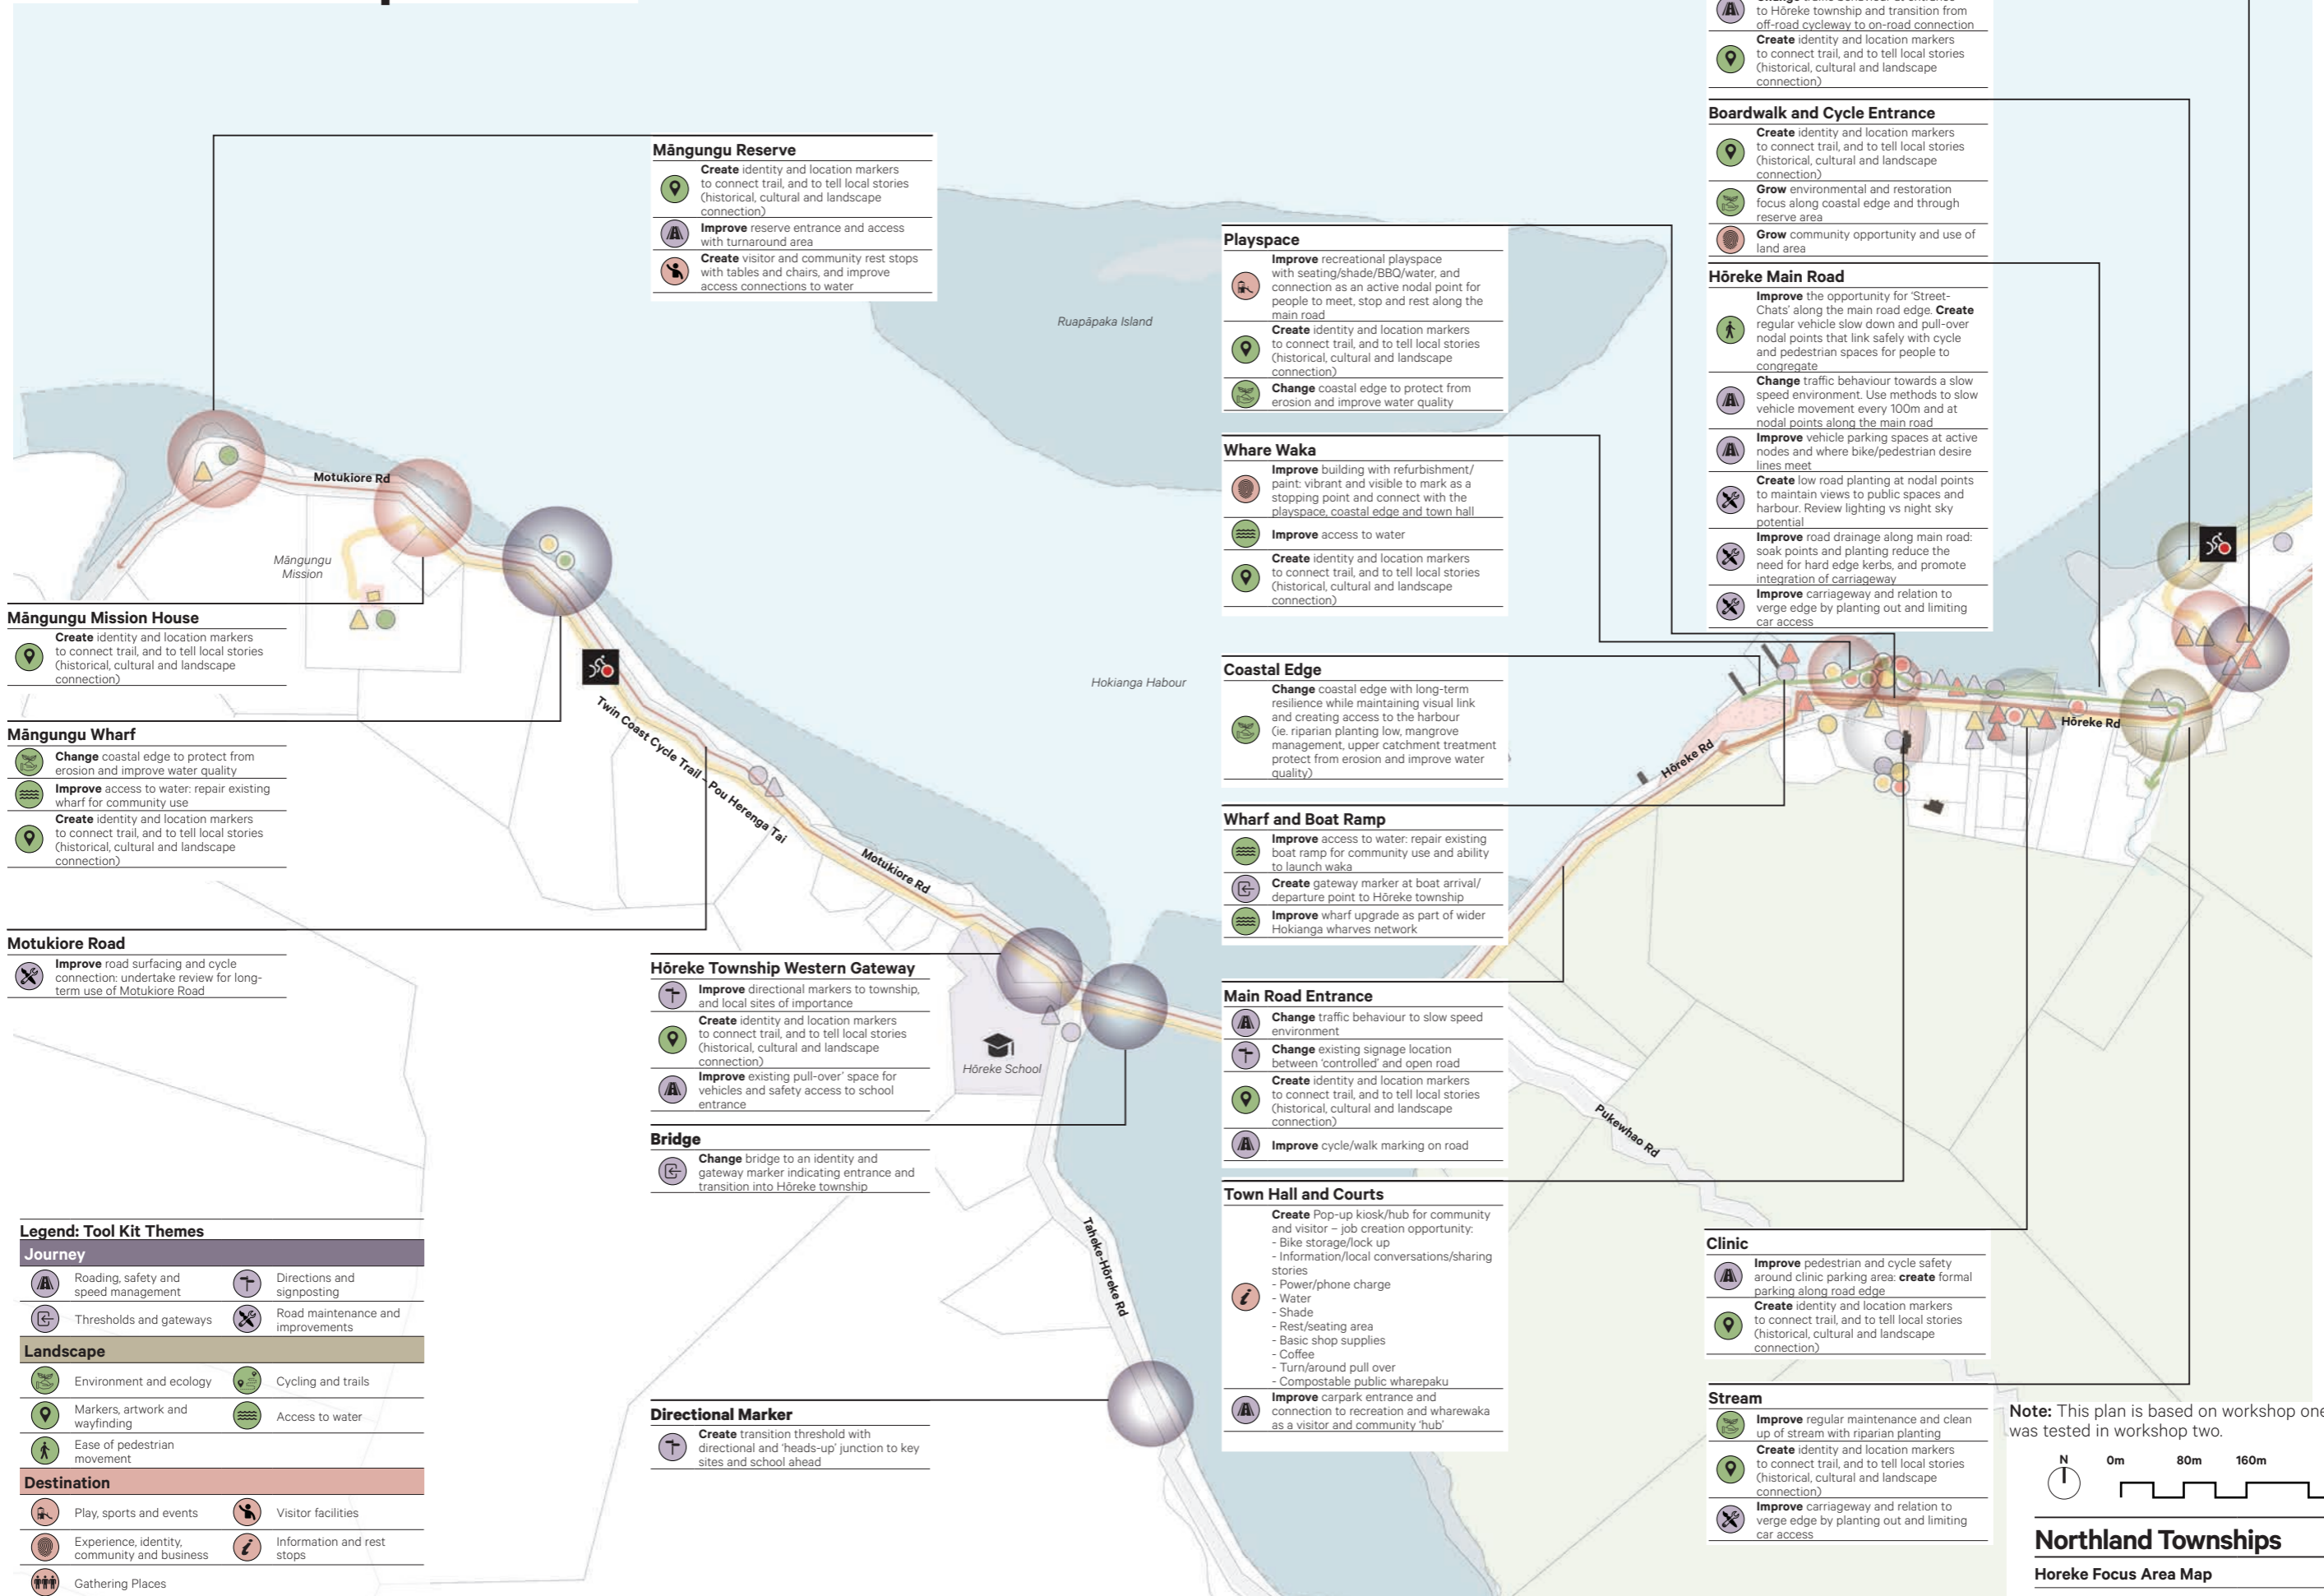 Māngungu Reserve
Create identity and location markers
to connect trail, and to tell local stories
(historical, cultural and landscape
connection)
Improve reserve entrance and access
with turnaround area
Create visitor and community rest stops
with tables and chairs, and improve
access connections to water
Motukiore Rd
Māngungu
Mission
Māngungu Mission House
Create identity and location markers
to connect trail, and to tell local stories
(historical, cultural and landscape
connection)
Māngungu Wharf
Change coastal edge to protect from
erosion and improve water quality
Improve access to water: repair existing
wharf for community use
Create identity and location markers
to connect trail, and to tell local stories
(historical, cultural and landscape
connection)
Motukiore Road
Improve road surfacing and cycle
connection: undertake review for long-
term use of Motukiore Road
Twin Coast Cycle Trail - Pou Herenga Tai
Motukiore Rd
Hōreke Township Western Gateway
Improve directional markers to township,
and local sites of importance
Create identity and location markers
to connect trail, and to tell local stories
(historical, cultural and landscape
connection)
Improve existing pull-over' space for
vehicles and safety access to school
entrance
Hōreke School
Bridge
Change bridge to an identity and
gateway marker indicating entrance and
transition into Hōreke township
Taheke-Hōreke Rd
Directional Marker
Create transition threshold with
directional and 'heads-up' junction to key
sites and school ahead
Legend: Tool Kit Themes
Journey
Roading, safety and
speed management
Directions and
signposting
Thresholds and gateways
Road maintenance and
improvements
Landscape
Environment and ecology
Cycling and trails
Markers, artwork and
wayfinding
Access to water
Ease of pedestrian
movement
Destination
Play, sports and events
Visitor facilities
Experience, identity,
community and business
Information and rest
stops
Gathering Places
Ruapāpaka Island
Hokianga Habour
Playspace
Improve recreational playspace
with seating/shade/BBQ/water, and
connection as an active nodal point for
people to meet, stop and rest along the
main road
Create identity and location markers
to connect trail, and to tell local stories
(historical, cultural and landscape
connection)
Change coastal edge to protect from
erosion and improve water quality
Whare Waka
Improve building with refurbishment/
paint: vibrant and visible to mark as a
stopping point and connect with the
playspace, coastal edge and town hall
Improve access to water
Create identity and location markers
to connect trail, and to tell local stories
(historical, cultural and landscape
connection)
Coastal Edge
Change coastal edge with long-term
resilience while maintaining visual link
and creating access to the harbour
(ie. riparian planting low, mangrove
management, upper catchment treatment
protect from erosion and improve water
quality)
Wharf and Boat Ramp
Improve access to water: repair existing
boat ramp for community use and ability
to launch waka
Create gateway marker at boat arrival/
departure point to Hōreke township
Improve wharf upgrade as part of wider
Hokianga wharves network
Main Road Entrance
Change traffic behaviour to slow speed
environment
Change existing signage location
between 'controlled' and open road
Create identity and location markers
to connect trail, and to tell local stories
(historical, cultural and landscape
connection)
Improve cycle/walk marking on road
Town Hall and Courts
Create Pop-up kiosk/hub for community
and visitor – job creation opportunity:
- Bike storage/lock up
- Information/local conversations/sharing
stories
- Power/phone charge
- Water
- Shade
- Rest/seating area
- Basic shop supplies
- Coffee
- Turn/around pull over
- Compostable public wharepaku
Improve carpark entrance and
connection to recreation and wharewaka
as a visitor and community 'hub'
to Hōreke township and transition from
off-road cycleway to on-road connection
Create identity and location markers
to connect trail, and to tell local stories
(historical, cultural and landscape
connection)
Boardwalk and Cycle Entrance
Create identity and location markers
to connect trail, and to tell local stories
(historical, cultural and landscape
connection)
Grow environmental and restoration
focus along coastal edge and through
reserve area
Grow community opportunity and use of
land area
Hōreke Main Road
Improve the opportunity for 'Street-
Chats' along the main road edge. Create
regular vehicle slow down and pull-over
nodal points that link safely with cycle
and pedestrian spaces for people to
congregate
Change traffic behaviour towards a slow
speed environment. Use methods to slow
vehicle movement every 100m and at
nodal points along the main road
Improve vehicle parking spaces at active
nodes and where bike/pedestrian desire
lines meet
Create low road planting at nodal points
to maintain views to public spaces and
harbour. Review lighting vs night sky
potential
Improve road drainage along main road:
soak points and planting reduce the
need for hard edge kerbs, and promote
integration of carriageway
Improve carriageway and relation to
verge edge by planting out and limiting
car access
Hōreke Rd
Hōreke Rd
Pukewhao Rd
Clinic
Improve pedestrian and cycle safety
around clinic parking area: create formal
parking along road edge
Create identity and location markers
to connect trail, and to tell local stories
(historical, cultural and landscape
connection)
Stream
Improve regular maintenance and clean
up of stream with riparian planting
Create identity and location markers
to connect trail, and to tell local stories
(historical, cultural and landscape
connection)
Improve carriageway and relation to
verge edge by planting out and limiting
car access
Note: This plan is based on workshop one
was tested in workshop two.
N
0m 80m 160m
Northland Townships
Horeke Focus Area Map